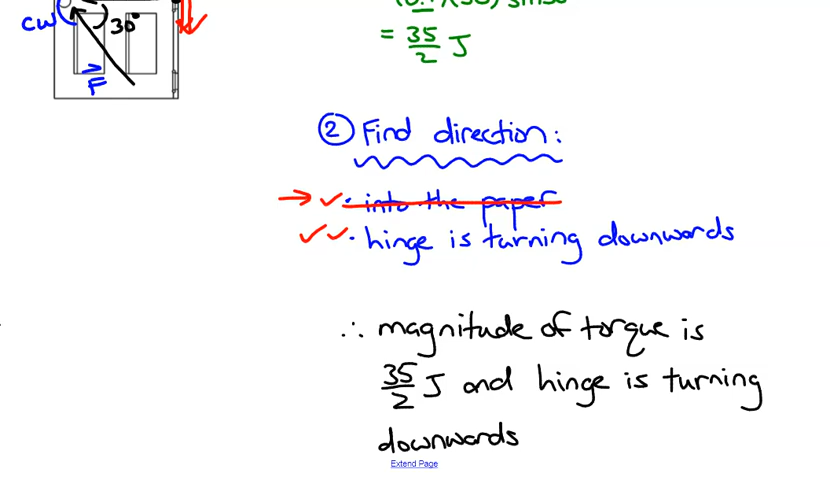 cw
30°
F
= 35/2 J
② Find direction:
→ ✓ · into the paper
✓✓ · hinge is turning downwards
∴ magnitude of torque is
35/2 J and hinge is turning
downwards
Extend Page